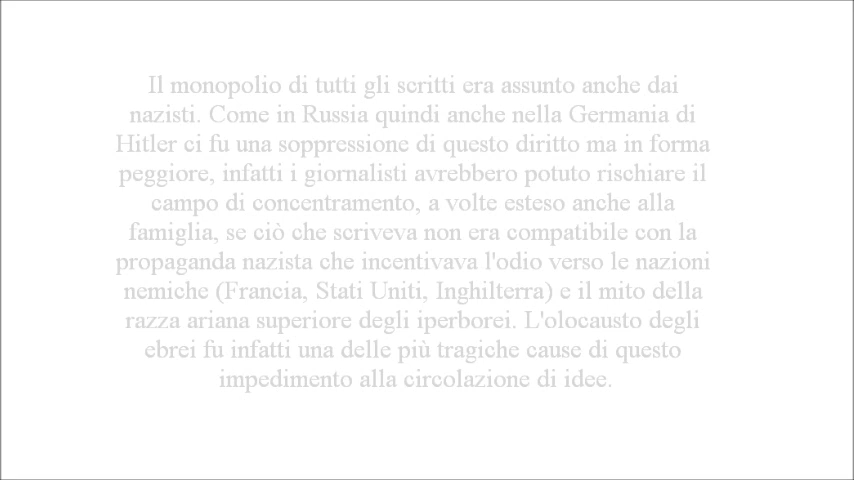 Il monopolio di tutti gli scritti era assunto anche dai
nazisti. Come in Russia quindi anche nella Germania di
Hitler ci fu una soppressione di questo diritto ma in forma
peggiore, infatti i giornalisti avrebbero potuto rischiare il
campo di concentramento, a volte esteso anche alla
famiglia, se ciò che scriveva non era compatibile con la
propaganda nazista che incentivava l'odio verso le nazioni
nemiche (Francia, Stati Uniti, Inghilterra) e il mito della
razza ariana superiore degli iperborei. L'olocausto degli
ebrei fu infatti una delle più tragiche cause di questo
impedimento alla circolazione di idee.